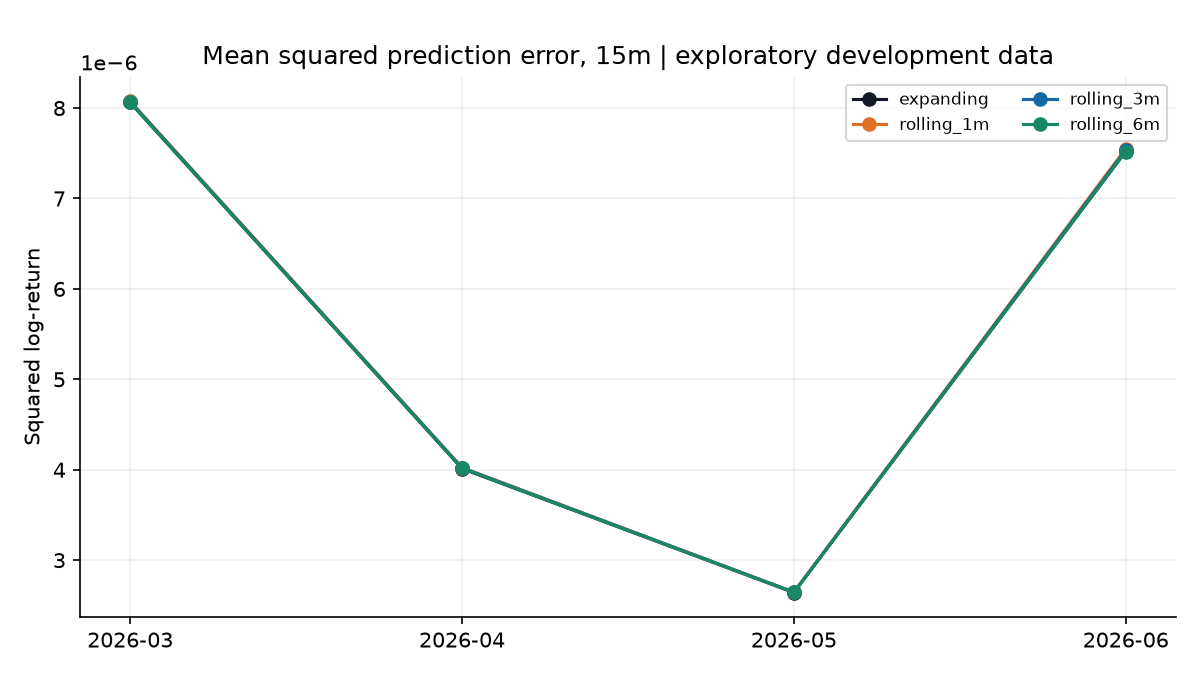 Mean squared prediction error, 15m | exploratory development data
1e−6
expanding
rolling_1m
rolling_3m
rolling_6m
8
7
6
5
4
3
Squared log-return
2026-03
2026-04
2026-05
2026-06